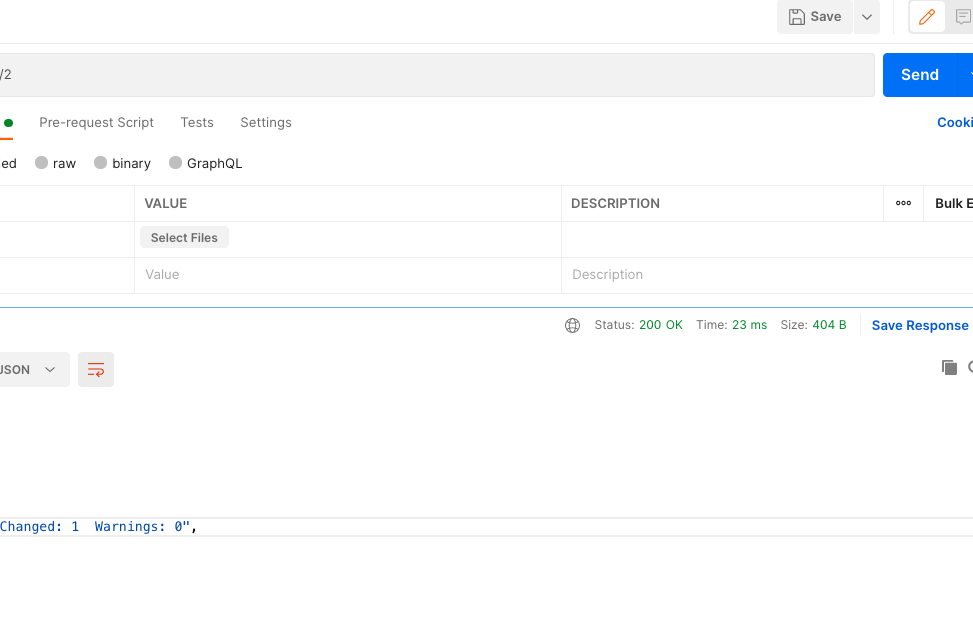 Save
/2
Send
Pre-request Script Tests Settings Cooki
ed raw binary GraphQL
VALUE DESCRIPTION ooo Bulk E
Select Files
Value Description
Status: 200 OK Time: 23 ms Size: 404 B Save Response
JSON
Changed: 1  Warnings: 0",